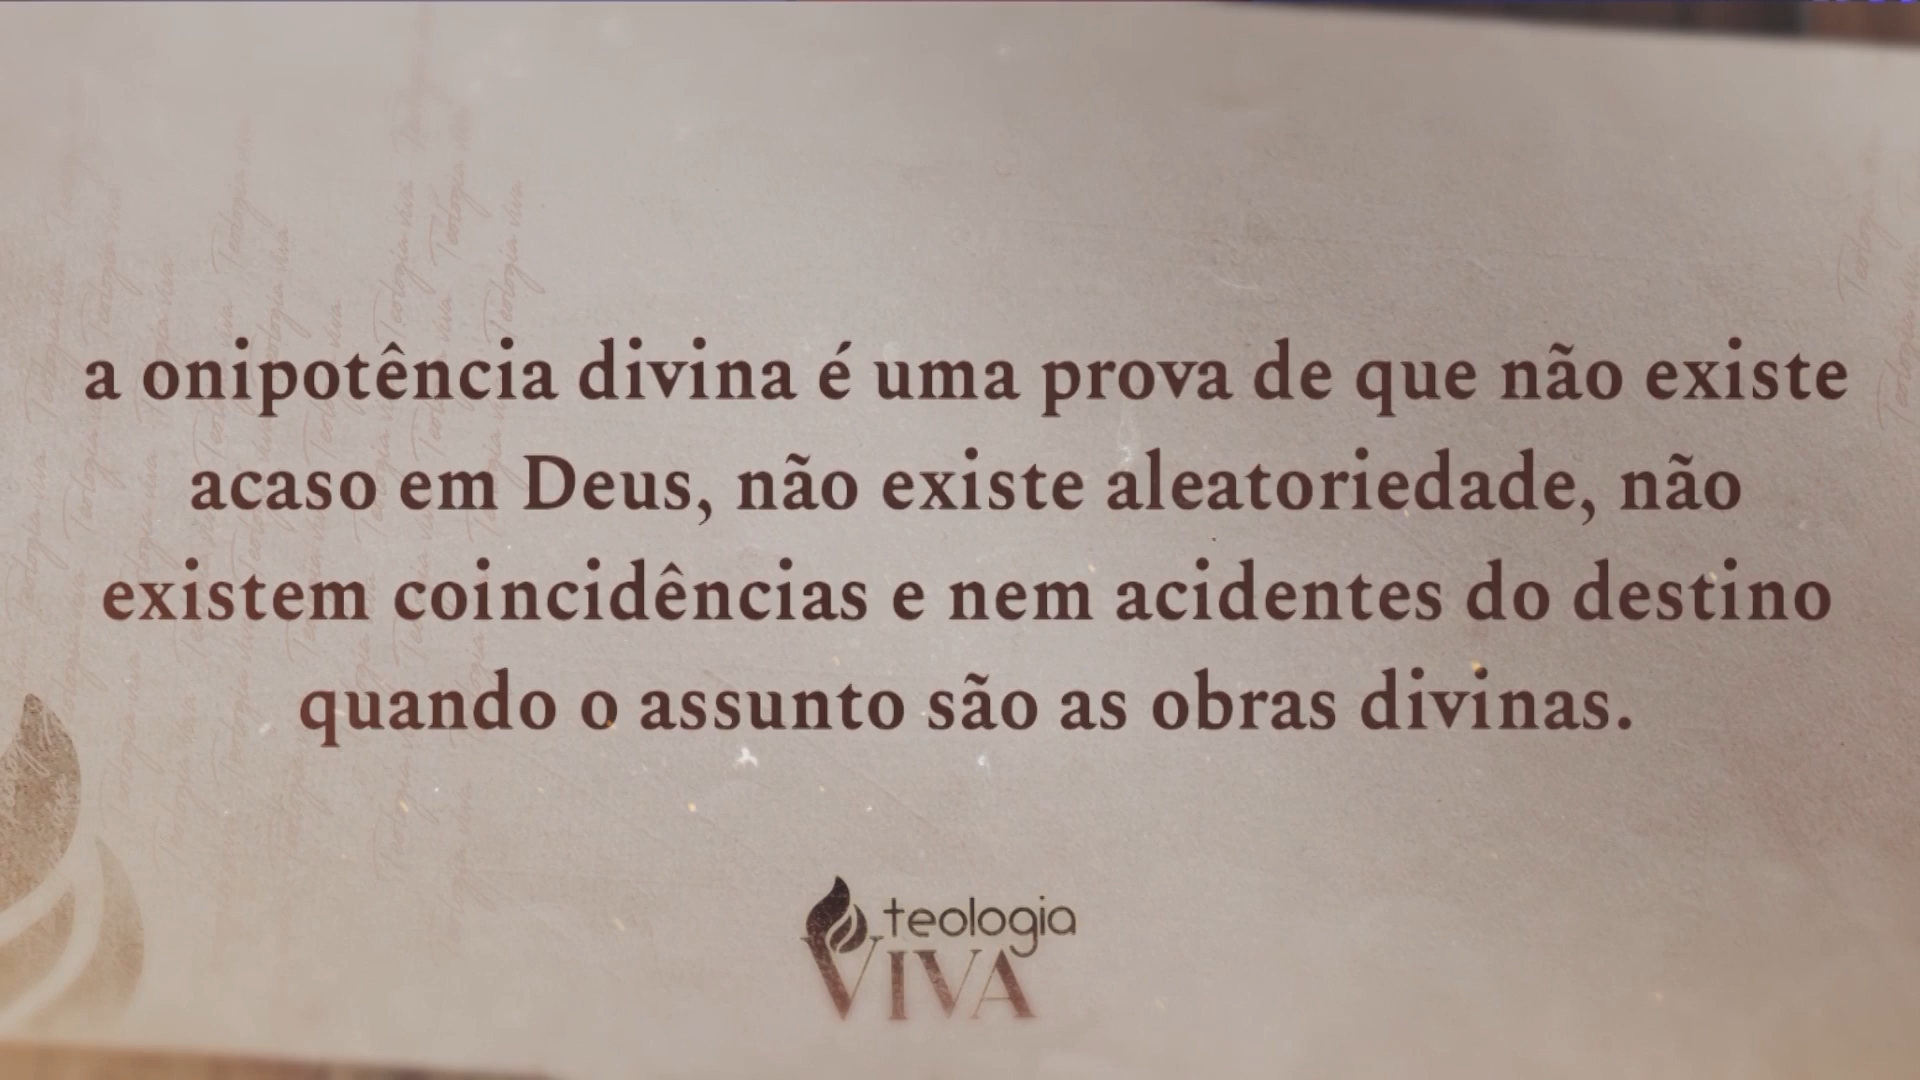 a onipotência divina é uma prova de que não existe
acaso em Deus, não existe aleatoriedade, não
existem coincidências e nem acidentes do destino
quando o assunto são as obras divinas.
teologia
VIVA